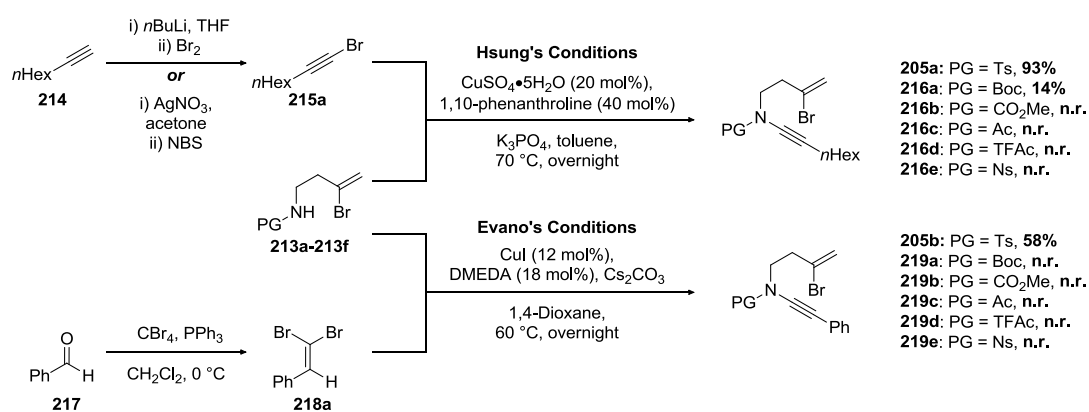 i) nBuLi, THF
ii) Br₂
or
i) AgNO₃,
acetone
ii) NBS
nHex
214
Br
nHex
215a
Hsung's Conditions
CuSO₄•5H₂O (20 mol%),
1,10-phenanthroline (40 mol%)
K₃PO₄, toluene,
70 °C, overnight
Br
PG
N
nHex
205a: PG = Ts, 93%
216a: PG = Boc, 14%
216b: PG = CO₂Me, n.r.
216c: PG = Ac, n.r.
216d: PG = TFAc, n.r.
216e: PG = Ns, n.r.
NH
Br
PG
213a-213f
Evano's Conditions
CuI (12 mol%),
DMEDA (18 mol%), Cs₂CO₃
1,4-Dioxane,
60 °C, overnight
Br
PG
N
Ph
205b: PG = Ts, 58%
219a: PG = Boc, n.r.
219b: PG = CO₂Me, n.r.
219c: PG = Ac, n.r.
219d: PG = TFAc, n.r.
219e: PG = Ns, n.r.
O
Ph
H
217
CBr₄, PPh₃
CH₂Cl₂, 0 °C
Br
Br
Ph
H
218a